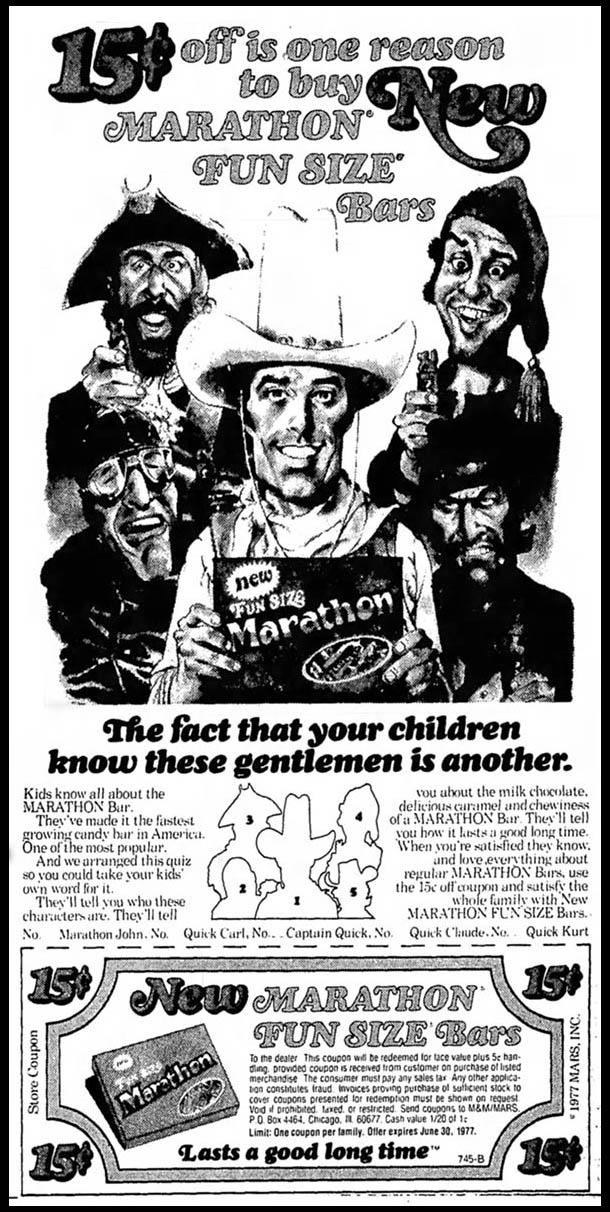 15¢ off is one reason
to buy New
MARATHON®
FUN SIZE®
Bars
new
FUN SIZE
Marathon
The fact that your children
know these gentlemen is another.
Kids know all about the
MARATHON Bar.
They've made it the fastest
growing candy bar in America.
One of the most popular.
And we arranged this quiz
so you could take your kids'
own word for it.
They'll tell you who these
characters are. They'll tell
3
4
2
1
5
you about the milk chocolate,
delicious caramel and chewiness
of a MARATHON Bar. They'll tell
you how it lasts a good long time.
When you're satisfied they know,
and love, everything about
regular MARATHON Bars, use
the 15¢ off coupon and satisfy the
whole family with New
MARATHON FUN SIZE Bars.
No. Marathon John. No. Quick Carl, No. . Captain Quick. No. Quick Claude. No. Quick Kurt
15¢
15¢
New MARATHON®
FUN SIZE® Bars
Store Coupon
new
Marathon
To the dealer This coupon will be redeemed for face value plus 5¢ han-
dling, provided coupon is received from customer on purchase of listed
merchandise The consumer must pay any sales tax Any other applica-
tion constitutes fraud Invoices proving purchase of sufficient stock to
cover coupons presented for redemption must be shown on request
Void if prohibited, taxed, or restricted. Send coupons to M&M/MARS,
P.O. Box 4464, Chicago, Ill. 60677. Cash value 1/20 of 1¢
Limit: One coupon per family. Offer expires June 30, 1977.
Lasts a good long time™
745-B
15¢
15¢
© 1977 MARS, INC.